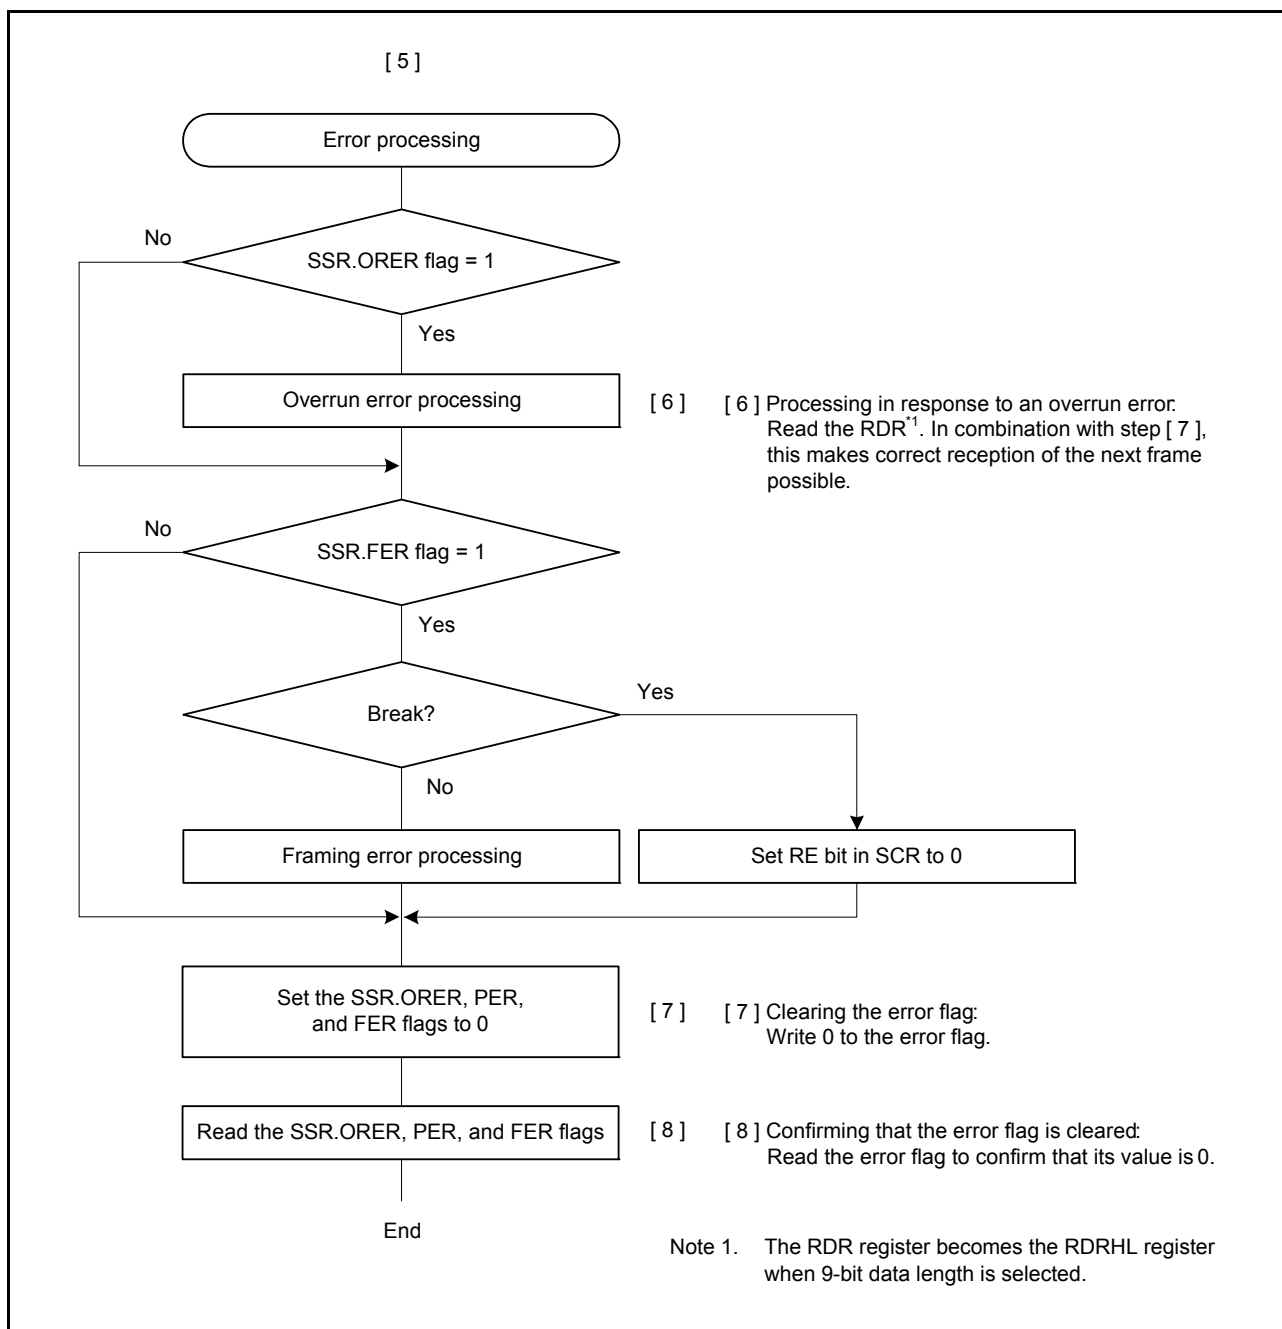 [ 5 ]
Error processing
No
SSR.ORER flag = 1
Yes
Overrun error processing
[ 6 ]
[ 6 ] Processing in response to an overrun error:
Read the RDR*1. In combination with step [ 7 ],
this makes correct reception of the next frame
possible.
No
SSR.FER flag = 1
Yes
Break?
Yes
No
Framing error processing
Set RE bit in SCR to 0
Set the SSR.ORER, PER,
and FER flags to 0
[ 7 ]
[ 7 ] Clearing the error flag:
Write 0 to the error flag.
Read the SSR.ORER, PER, and FER flags
[ 8 ]
[ 8 ] Confirming that the error flag is cleared:
Read the error flag to confirm that its value is 0.
End
Note 1. The RDR register becomes the RDRHL register
when 9-bit data length is selected.